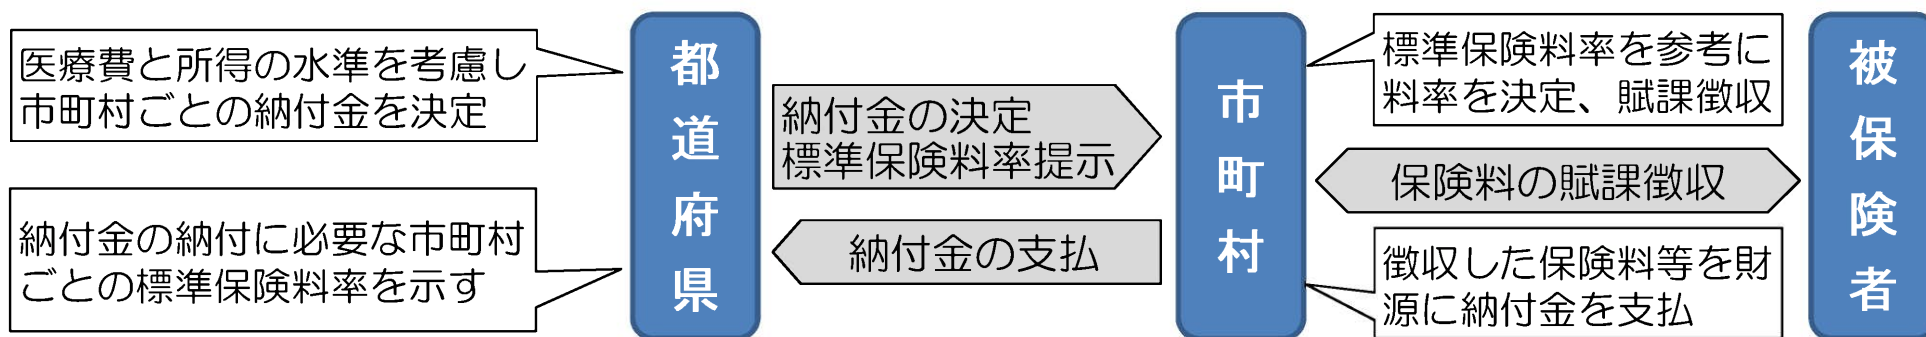 医療費と所得の水準を考慮し
市町村ごとの納付金を決定
納付金の納付に必要な市町村
ごとの標準保険料率を示す
都道府県
納付金の決定
標準保険料率提示
納付金の支払
市町村
標準保険料率を参考に
料率を決定、賦課徴収
保険料の賦課徴収
徴収した保険料等を財
源に納付金を支払
被保険者